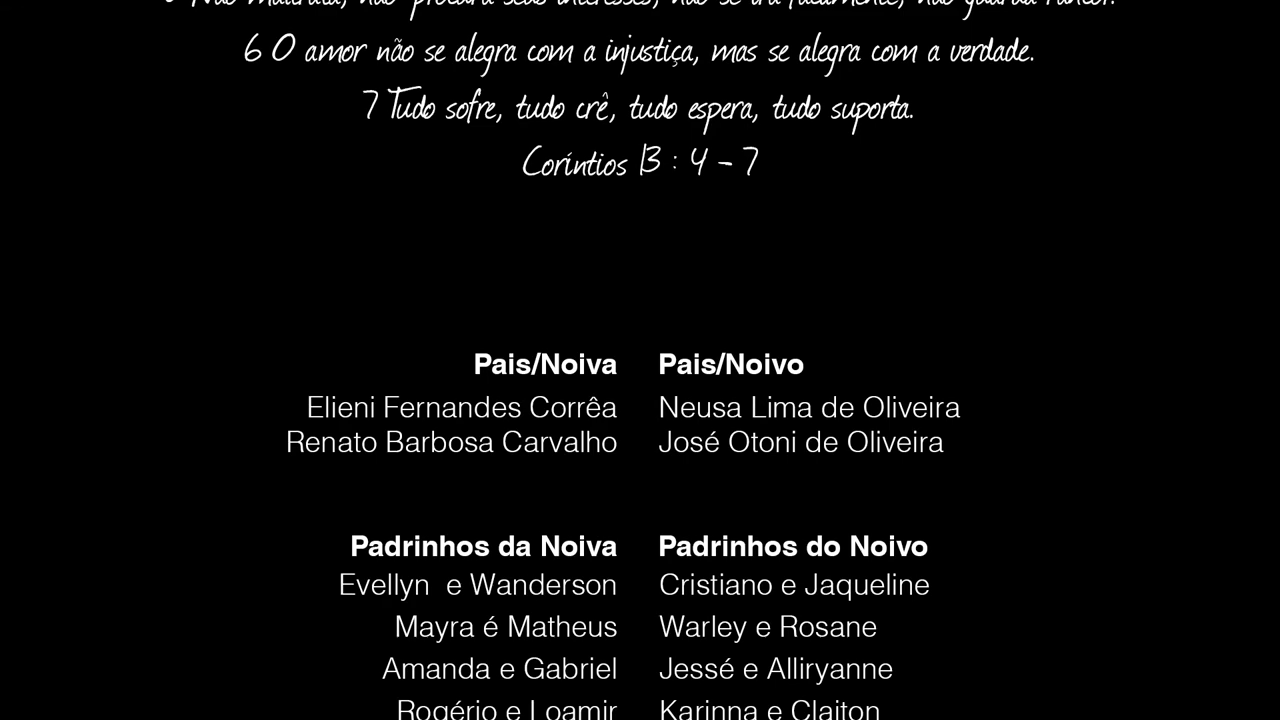 6 O amor não se alegra com a injustiça, mas se alegra com a verdade.
7 Tudo sofre, tudo crê, tudo espera, tudo suporta.
Coríntios 13 : 4 - 7
Pais/Noiva Pais/Noivo
Elieni Fernandes Corrêa Neusa Lima de Oliveira
Renato Barbosa Carvalho José Otoni de Oliveira
Padrinhos da Noiva Padrinhos do Noivo
Evellyn e Wanderson Cristiano e Jaqueline
Mayra é Matheus Warley e Rosane
Amanda e Gabriel Jessé e Alliryanne
Rogério e Loamir Karinna e Claiton